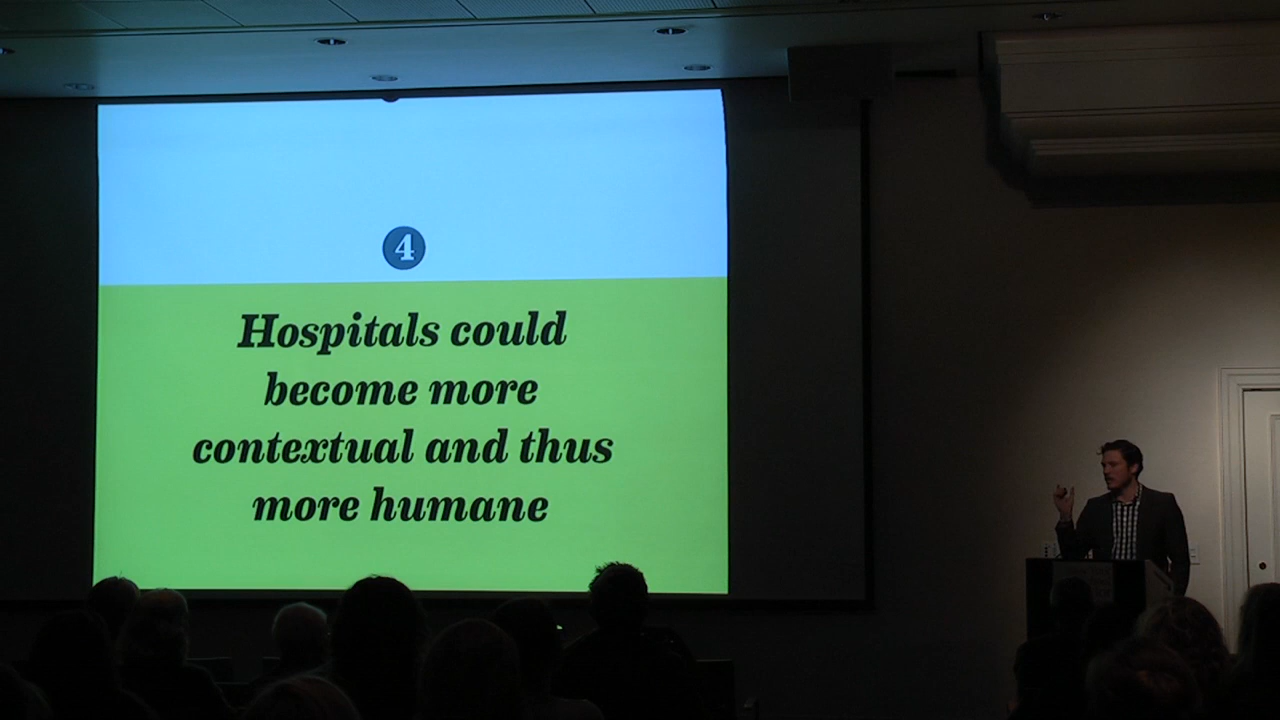 4
Hospitals could
become more
contextual and thus
more humane